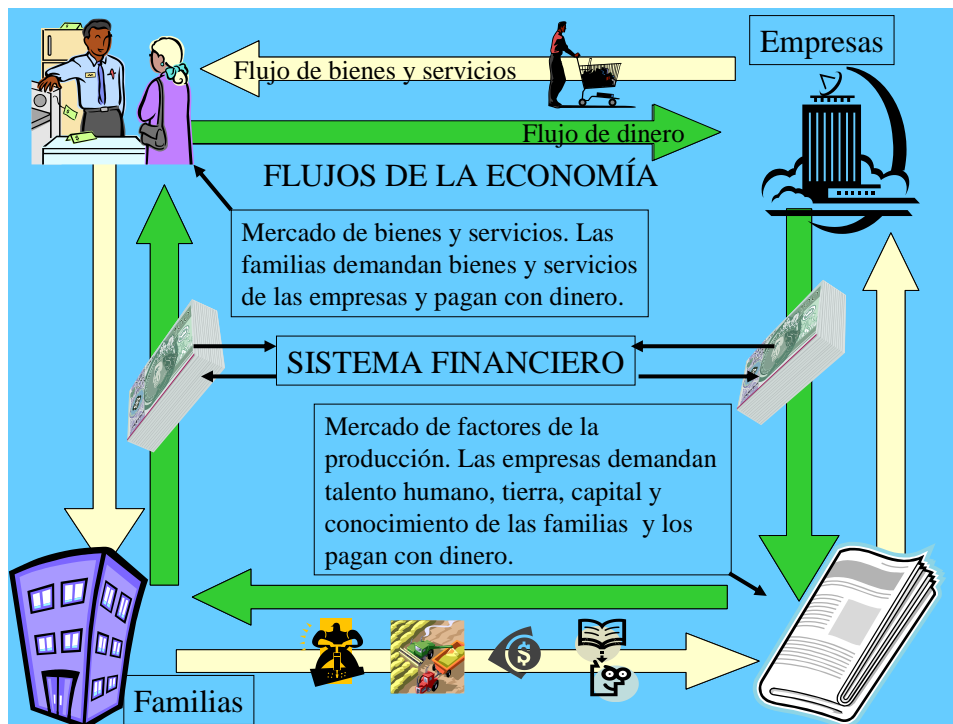 Empresas
Flujo de bienes y servicios
Flujo de dinero
FLUJOS DE LA ECONOMÍA
Mercado de bienes y servicios. Las
familias demandan bienes y servicios
de las empresas y pagan con dinero.
SISTEMA FINANCIERO
Mercado de factores de la
producción. Las empresas demandan
talento humano, tierra, capital y
conocimiento de las familias y los
pagan con dinero.
$
Familias